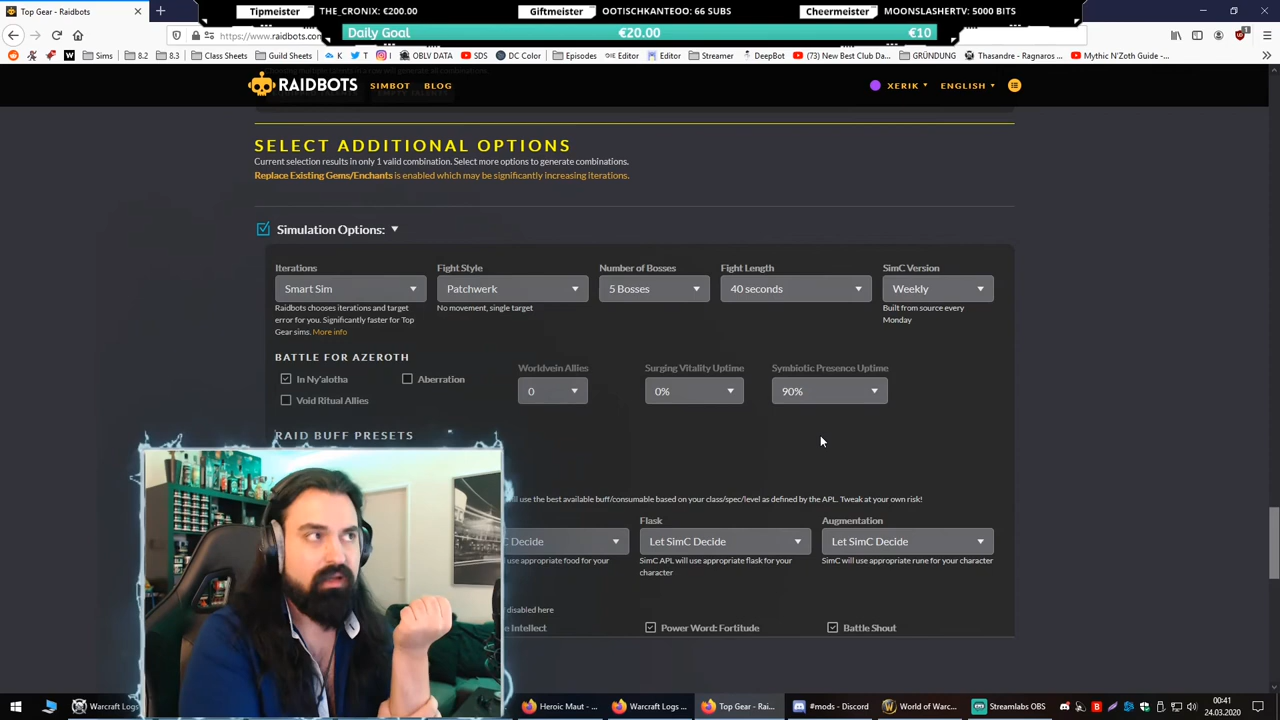 Top Gear - Raidbots
Tipmeister THE_CRONIX: €200.00 Giftmeister OOTISCHKANTEOO: 66 SUBS Cheermeister MOONSLASHERTV: 5000 BITS
Daily Goal €20.00 €10
https://www.raidbots.com
Sims 8.2 8.3 Class Sheets OBLV DATA SDS DC Color Episodes Editor Editor Streamer DeepBot (73) New Best Club Da... GRÜNDUNG Thasandre - Ragnaros ... Mythic N'Zoth Guide -...
RAIDBOTS SIMBOT BLOG XERIK ENGLISH
SELECT ADDITIONAL OPTIONS
Current selection results in only 1 valid combination. Select more options to generate combinations.
Replace Existing Gems/Enchants is enabled which may be significantly increasing iterations.
Simulation Options:
Iterations Fight Style Number of Bosses Fight Length SimC Version
Smart Sim Patchwerk 5 Bosses 40 seconds Weekly
Raidbots chooses iterations and target No movement, single target Built from source every
error for you. Significantly faster for Top Monday
Gear sims. More info
BATTLE FOR AZEROTH
Worldvein Allies Surging Vitality Uptime Symbiotic Presence Uptime
In Ny'alotha Aberration
0 0% 90%
Void Ritual Allies
RAID BUFF PRESETS
will use the best available buff/consumable based on your class/spec/level as defined by the APL. Tweak at your own risk!
Flask Augmentation
C Decide Let SimC Decide Let SimC Decide
use appropriate food for your SimC APL will use appropriate flask for your SimC will use appropriate rune for your character
character
disabled here
e Intellect Power Word: Fortitude Battle Shout
Warcraft Logs Heroic Maut - ... Warcraft Logs ... Top Gear - Rai... #mods - Discord World of Warc... Streamlabs OBS
00:41
24.03.2020